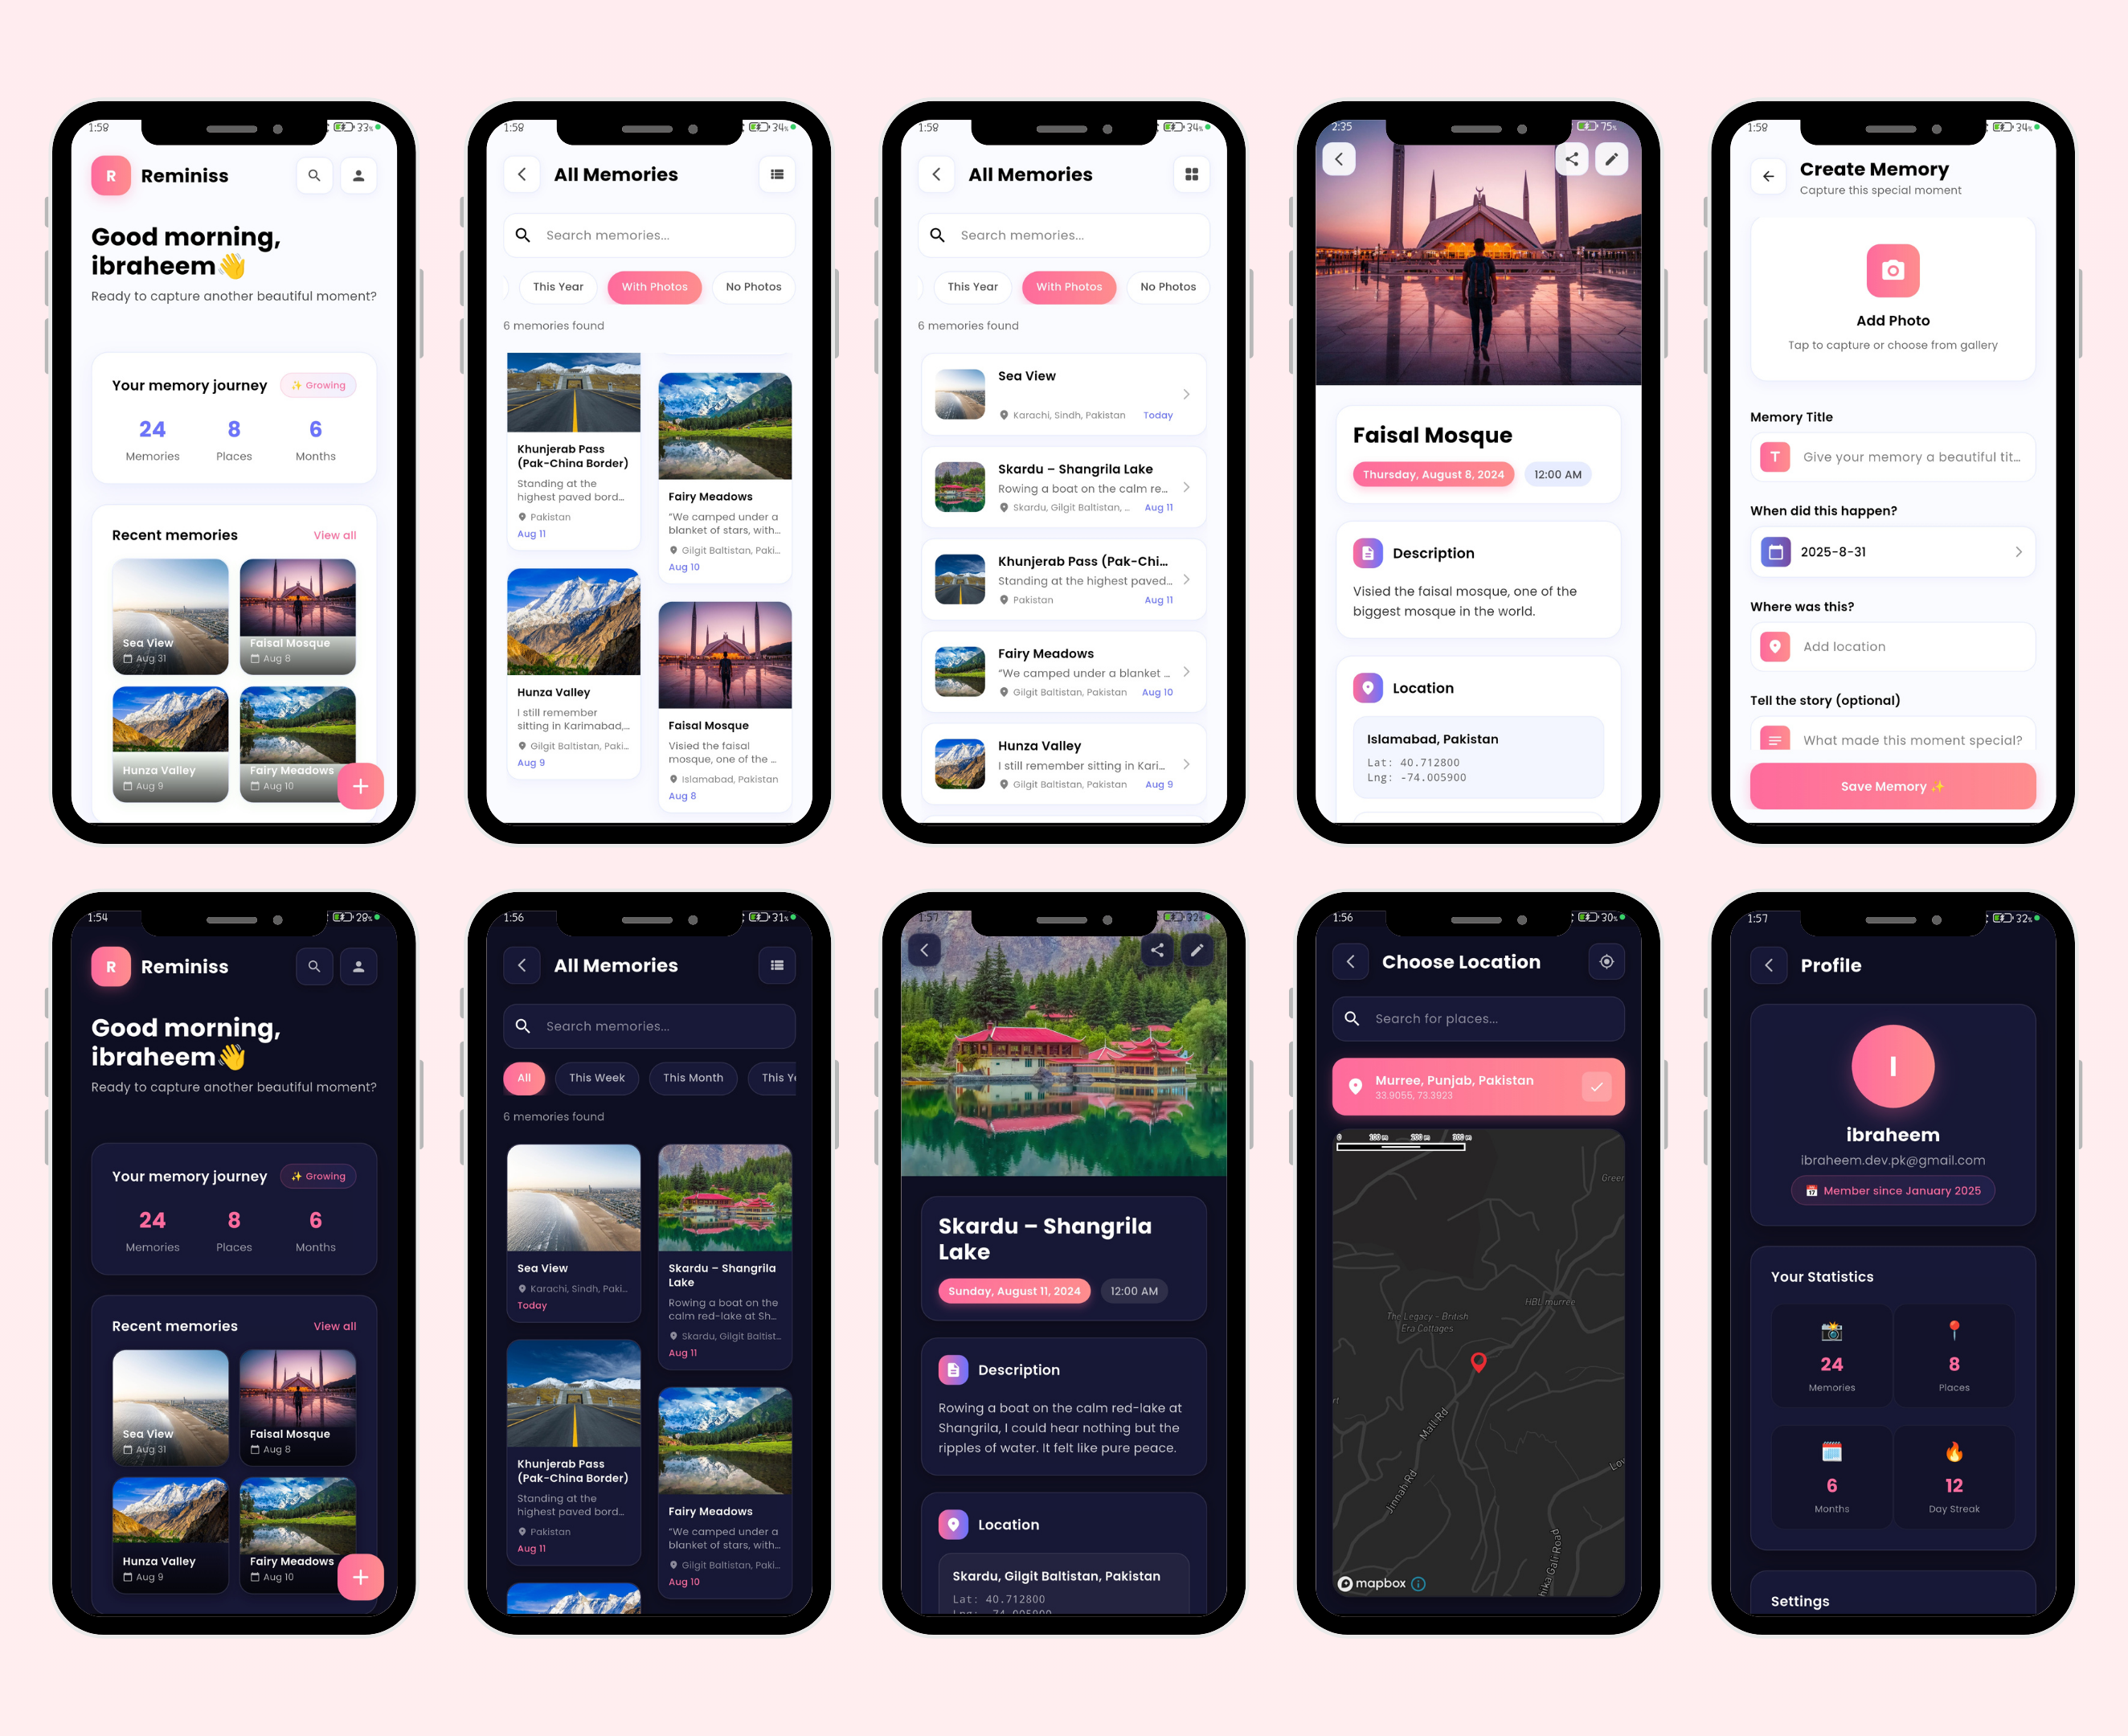 1:58
33%
R
Reminiss
Good morning,
ibraheem👋
Ready to capture another beautiful moment?
Your memory journey
✨ Growing
24
8
6
Memories
Places
Months
Recent memories
View all
Sea View
Aug 31
Faisal Mosque
Aug 8
Hunza Valley
Aug 9
Fairy Meadows
Aug 10
1:58
34%
All Memories
Search memories...
This Year
With Photos
No Photos
6 memories found
Khunjerab Pass
(Pak-China Border)
Standing at the
highest paved bord...
Pakistan
Aug 11
Fairy Meadows
“We camped under a
blanket of stars, with...
Gilgit Baltistan, Paki...
Aug 10
Hunza Valley
I still remember
sitting in Karimabad,...
Gilgit Baltistan, Paki...
Aug 9
Faisal Mosque
Visied the faisal
mosque, one of the ...
Islamabad, Pakistan
Aug 8
1:58
34%
All Memories
Search memories...
This Year
With Photos
No Photos
6 memories found
Sea View
Karachi, Sindh, Pakistan
Today
Skardu – Shangrila Lake
Rowing a boat on the calm re...
Skardu, Gilgit Baltistan, ...
Aug 11
Khunjerab Pass (Pak-Chi...
Standing at the highest paved...
Pakistan
Aug 11
Fairy Meadows
“We camped under a blanket ...
Gilgit Baltistan, Pakistan
Aug 10
Hunza Valley
I still remember sitting in Kari...
Gilgit Baltistan, Pakistan
Aug 9
2:35
75%
Faisal Mosque
Thursday, August 8, 2024
12:00 AM
Description
Visied the faisal mosque, one of the
biggest mosque in the world.
Location
Islamabad, Pakistan
Lat: 40.712800
Lng: -74.005900
1:58
34%
Create Memory
Capture this special moment
Add Photo
Tap to capture or choose from gallery
Memory Title
T
Give your memory a beautiful tit...
When did this happen?
2025-8-31
Where was this?
Add location
Tell the story (optional)
What made this moment special?
Save Memory ✨
1:54
28%
R
Reminiss
Good morning,
ibraheem👋
Ready to capture another beautiful moment?
Your memory journey
✨ Growing
24
8
6
Memories
Places
Months
Recent memories
View all
Sea View
Aug 31
Faisal Mosque
Aug 8
Hunza Valley
Aug 9
Fairy Meadows
Aug 10
1:56
31%
All Memories
Search memories...
All
This Week
This Month
This Ye
6 memories found
Sea View
Karachi, Sindh, Paki...
Today
Skardu – Shangrila
Lake
Rowing a boat on the
calm red-lake at Sh...
Skardu, Gilgit Baltist...
Aug 11
Khunjerab Pass
(Pak-China Border)
Standing at the
highest paved bord...
Pakistan
Aug 11
Fairy Meadows
“We camped under a
blanket of stars, with...
Gilgit Baltistan, Paki...
Aug 10
1:57
32%
Skardu – Shangrila
Lake
Sunday, August 11, 2024
12:00 AM
Description
Rowing a boat on the calm red-lake at
Shangrila, I could hear nothing but the
ripples of water. It felt like pure peace.
Location
Skardu, Gilgit Baltistan, Pakistan
Lat: 40.712800
Lng: -74.005900
1:56
30%
Choose Location
Search for places...
Murree, Punjab, Pakistan
33.9055, 73.3923
0
100 m
200 m
300 m
Green
HBL murree
The Legacy - British
Era Cottages
Mall Rd
Jinnah Rd
hika Gali Road
mapbox
1:57
32%
Profile
I
ibraheem
ibraheem.dev.pk@gmail.com
📅 Member since January 2025
Your Statistics
24
Memories
8
Places
6
Months
12
Day Streak
Settings